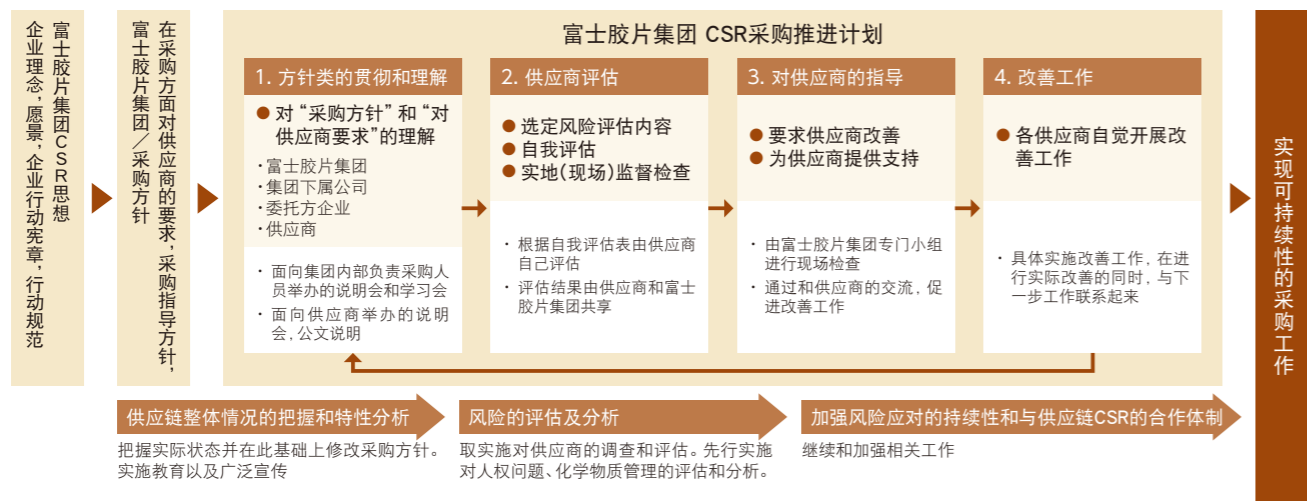 富士胶片集团CSR思想
企业理念，愿景，企业行动宪章，行动规范
在采购方面对供应商的要求，采购指导方针，
富士胶片集团／采购方针
富士胶片集团 CSR采购推进计划
1. 方针类的贯彻和理解
● 对“采购方针”和“对
供应商要求”的理解
・富士胶片集团
・集团下属公司
・委托方企业
・供应商
・ 面向集团内部负责采购人
员举办的说明会和学习会
・ 面向供应商举办的说明
会，公文说明
2. 供应商评估
● 选定风险评估内容
● 自我评估
● 实地（现场）监督检查
・ 根据自我评估表由供应商
自己评估
・ 评估结果由供应商和富士
胶片集团共享
3. 对供应商的指导
● 要求供应商改善
● 为供应商提供支持
・ 由富士胶片集团专门小组
进行现场检查
・ 通过和供应商的交流，促
进改善工作
4. 改善工作
● 各供应商自觉开展改
善工作
・ 具体实施改善工作，在进
行实际改善的同时，与下
一步工作联系起来
实现可持续性的采购工作
供应链整体情况的把握和特性分析
把握实际状态并在此基础上修改采购方针。
实施教育以及广泛宣传
风险的评估及分析
取实施对供应商的调查和评估。先行实施
对人权问题、化学物质管理的评估和分析。
加强风险应对的持续性和与供应链CSR的合作体制
继续和加强相关工作